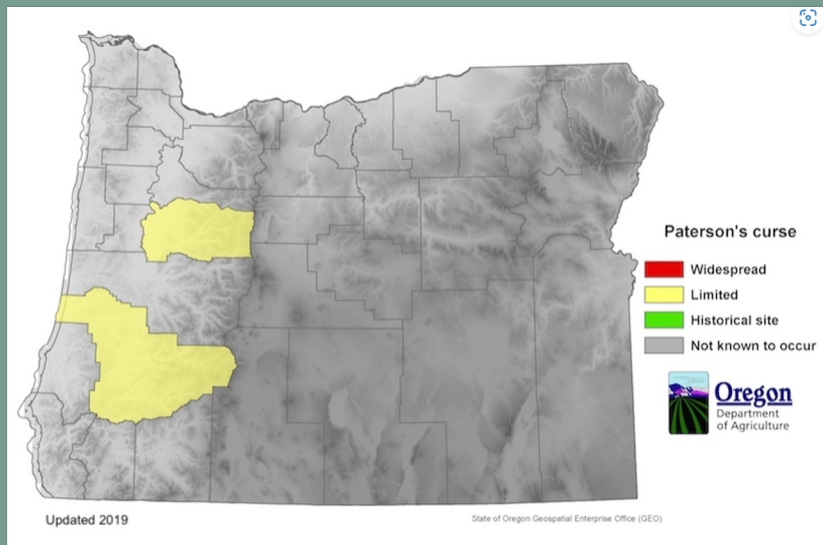 Paterson's curse
Widespread
Limited
Historical site
Not known to occur
Oregon
Department
of Agriculture
Updated 2019
State of Oregon Geospatial Enterprise Office (GEO)